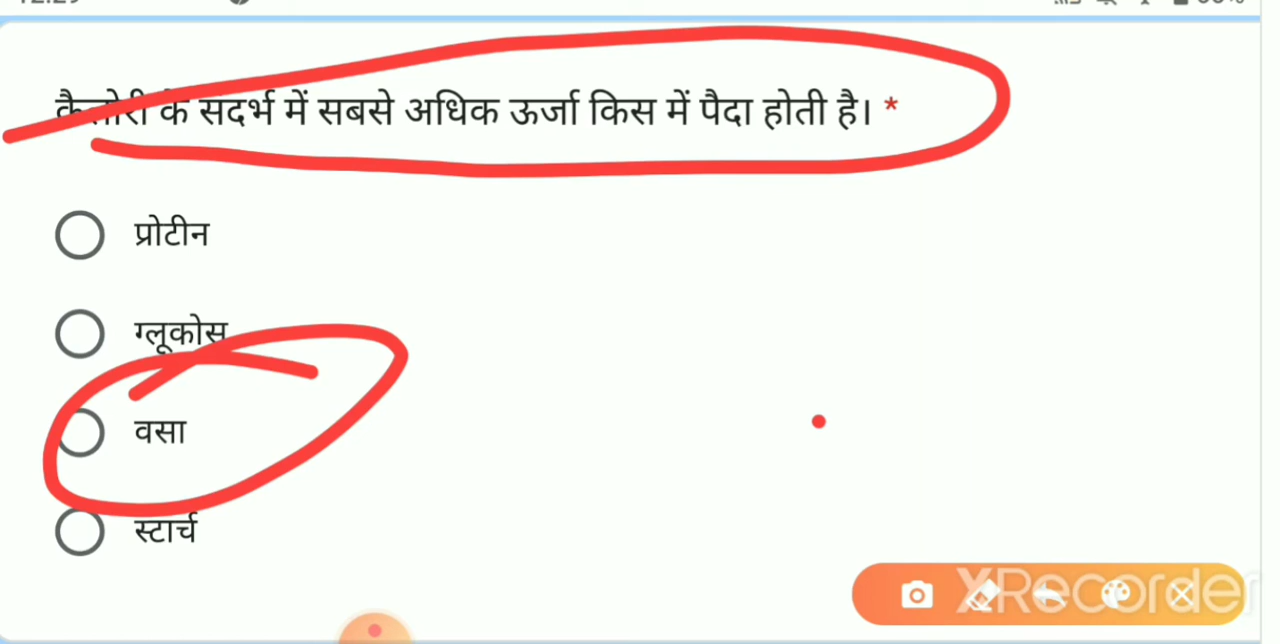 कैलोरी के सदर्भ में सबसे अधिक ऊर्जा किस में पैदा होती है। *
प्रोटीन
ग्लूकोस
वसा
स्टार्च
XRecorder